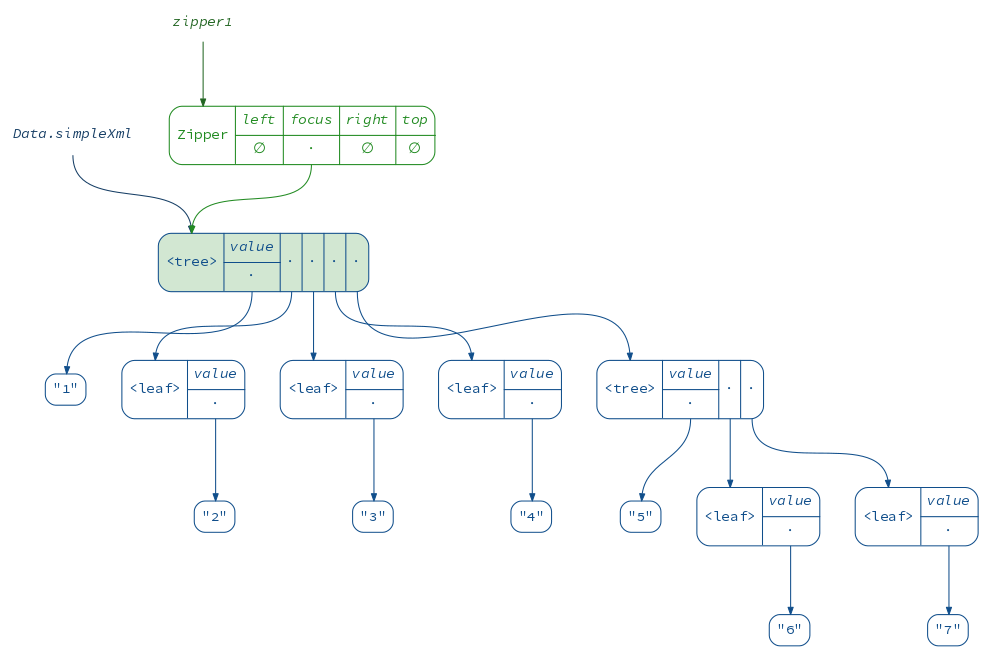 zipper1
Data.simpleXml
Zipper left focus right top
∅ · ∅ ∅
<tree> value · · · ·
·
"1" <leaf> value <leaf> value <leaf> value <tree> value · ·
· · · ·
"2" "3" "4" "5" <leaf> value <leaf> value
· ·
"6" "7"